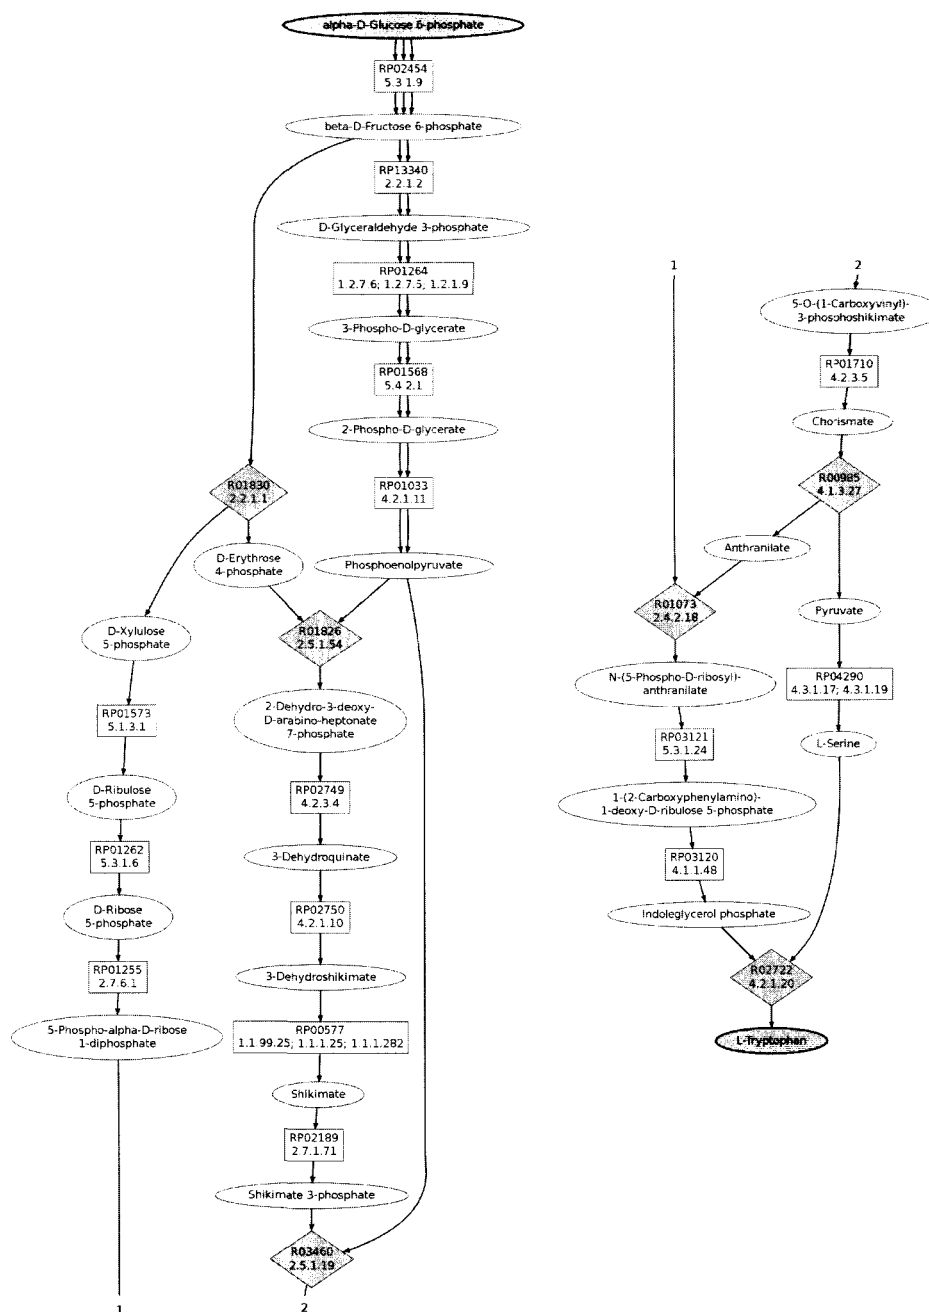 alpha-D-Glucose 6-phosphate
RP02454
5.3.1.9
beta-D-Fructose 6-phosphate
RP13340
2.2.1.2
D-Glyceraldehyde 3-phosphate
RP01264
1.2.7.6; 1.2.7.5; 1.2.1.9
3-Phospho-D-glycerate
RP01568
5.4.2.1
2-Phospho-D-glycerate
R01830
2.2.1.1
RP01033
4.2.1.11
D-Erythrose
4-phosphate
Phosphoenolpyruvate
D-Xylulose
5-phosphate
R01826
2.5.1.54
RP01573
5.1.3.1
2-Dehydro-3-deoxy-
D-arabino-heptonate
7-phosphate
D-Ribulose
5-phosphate
RP02749
4.2.3.4
RP01262
5.3.1.6
3-Dehydroquinate
D-Ribose
5-phosphate
RP02750
4.2.1.10
RP01255
2.7.6.1
3-Dehydroshikimate
5-Phospho-alpha-D-ribose
1-diphosphate
RP00577
1.1.99.25; 1.1.1.25; 1.1.1.282
Shikimate
RP02189
2.7.1.71
Shikimate 3-phosphate
R03460
2.5.1.19
1
2
1
2
5-O-(1-Carboxyvinyl)-
3-phosphoshikimate
RP01710
4.2.3.5
Chorismate
R00985
4.1.3.27
Anthranilate
R01073
2.4.2.18
Pyruvate
N-(5-Phospho-D-ribosyl)-
anthranilate
RP04290
4.3.1.17; 4.3.1.19
RP03121
5.3.1.24
L-Serine
1-(2-Carboxyphenylamino)-
1-deoxy-D-ribulose 5-phosphate
RP03120
4.1.1.48
Indoleglycerol phosphate
R02722
4.2.1.20
L-Tryptophan